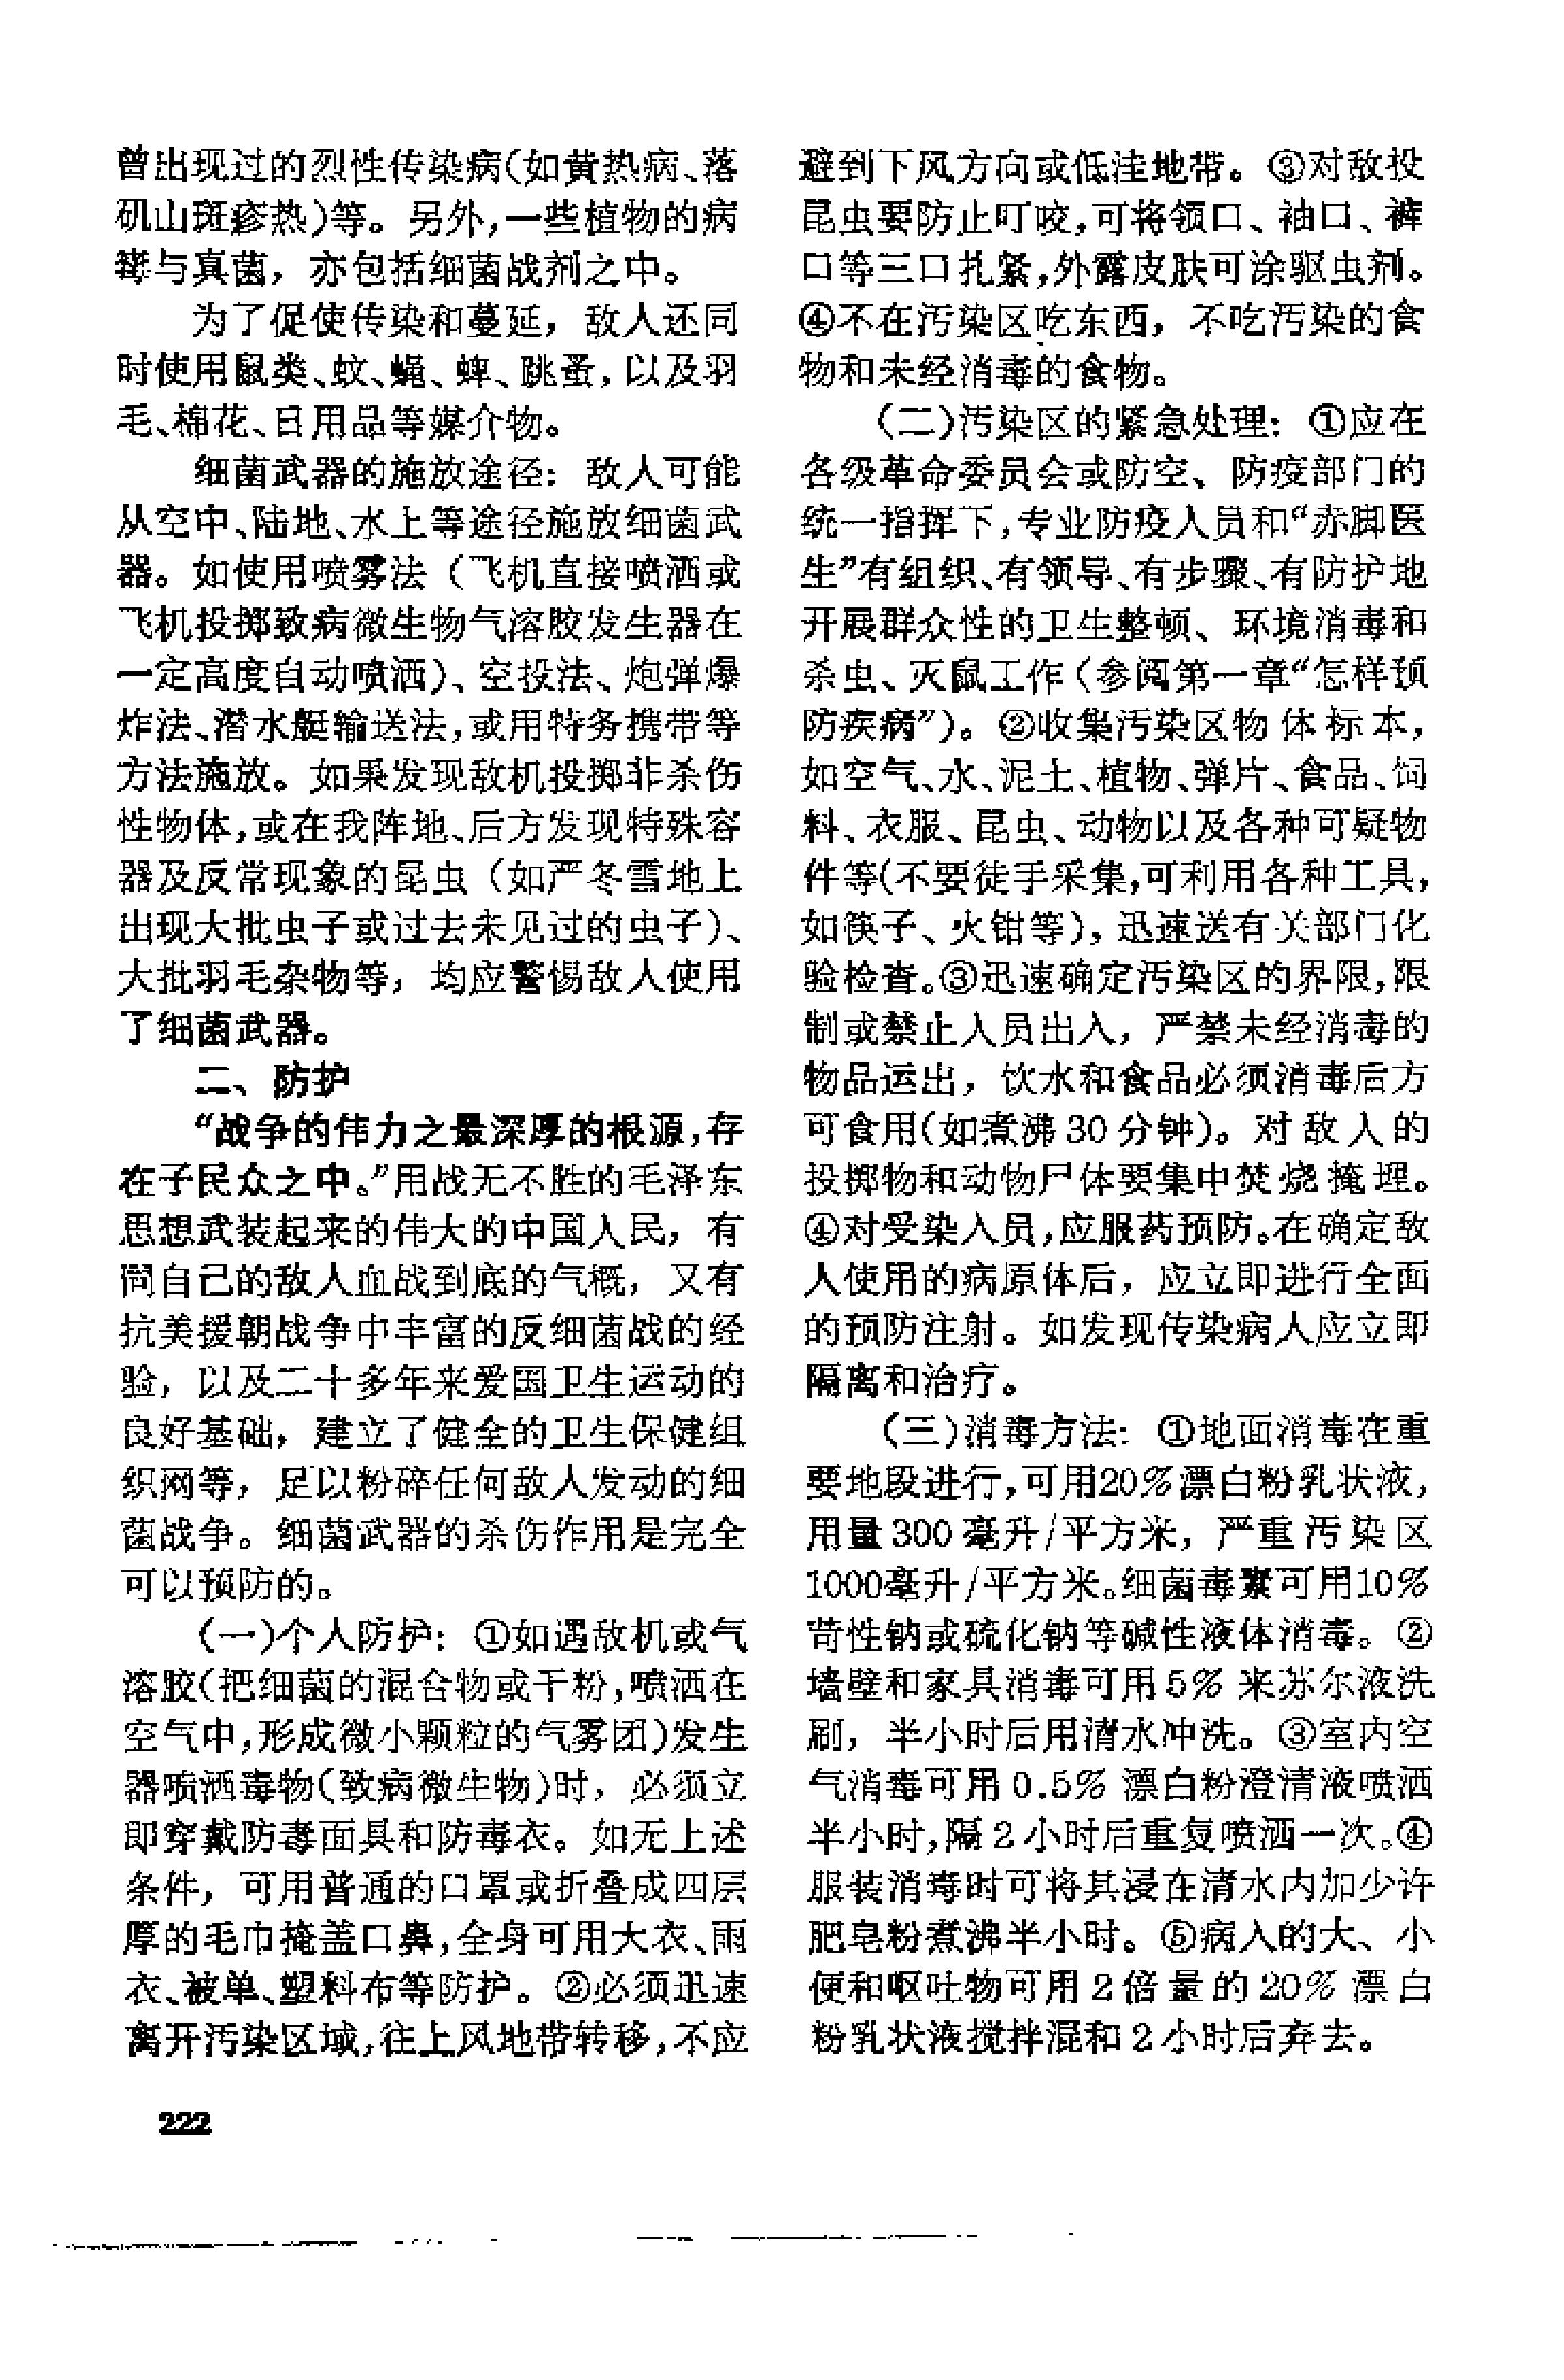 曾出现过的烈性传染病(如黄热病、落
矶山斑疹热)等。另外,一些植物的病
毒与真菌，亦包括细菌战剂之中。
为了促使传染和蔓延，敌人还同
时使用鼠类、蚊、蝇、蜱、跳蚤,以及羽
毛、棉花、日用品等媒介物。
细菌武器的施放途径：敌人可能
从空中、陆地、水上等途径施放细菌武
器。如使用喷雾法（飞机直接喷洒或
飞机投掷致病微生物气溶胶发生器在
一定高度自动喷洒)、空投法、炮弹爆
炸法、潜水艇输送法,或用特务携带等
方法施放。如果发现敌机投掷非杀伤
性物体,或在我阵地、后方发现特殊容
器及反常现象的昆虫（如严冬雪地上
出现大批虫子或过去未见过的虫子)、
大批羽毛杂物等，均应警惕敌人使用
了细菌武器。
二、防护
“战争的伟力之最深厚的根源,存
在于民众之中。”用战无不胜的毛泽东
思想武装起来的伟大的中国人民，有
同自己的敌人血战到底的气概，又有
抗美援朝战争中丰富的反细菌战的经
验，以及二十多年来爱国卫生运动的
良好基础，建立了健全的卫生保健组
织网等，足以粉碎任何敌人发动的细
菌战争。细菌武器的杀伤作用是完全
可以预防的。
(一)个人防护：①如遇敌机或气
溶胶(把细菌的混合物或干粉,喷洒在
空气中,形成微小颗粒的气雾团)发生
器喷洒毒物(致病微生物)时，必须立
即穿戴防毒面具和防毒衣。如无上述
条件，可用普通的口罩或折叠成四层
厚的毛巾掩盖口鼻,全身可用大衣、雨
衣、被单、塑料布等防护。②必须迅速
离开污染区域,往上风地带转移,不应
避到下风方向或低洼地带。③对敌投
昆虫要防止叮咬,可将领口、袖口、裤
口等三口扎紧,外露皮肤可涂驱虫剂。
④不在污染区吃东西，不吃污染的食
物和未经消毒的食物。
(二)污染区的紧急处理：①应在
各级革命委员会或防空、防疫部门的
统一指挥下,专业防疫人员和“赤脚医
生”有组织、有领导、有步骤、有防护地
开展群众性的卫生整顿、环境消毒和
杀虫、灭鼠工作(参阅第一章“怎样预
防疾病”)。②收集污染区物体标本，
如空气、水、泥土、植物、弹片、食品、饲
料、衣服、昆虫、动物以及各种可疑物
件等(不要徒手采集,可利用各种工具,
如筷子、火钳等),迅速送有关部门化
验检查。③迅速确定污染区的界限,限
制或禁止人员出入，严禁未经消毒的
物品运出，饮水和食品必须消毒后方
可食用(如煮沸30分钟)。对敌人的
投掷物和动物尸体要集中焚烧掩埋。
④对受染人员,应服药预防。在确定敌
人使用的病原体后，应立即进行全面
的预防注射。如发现传染病人应立即
隔离和治疗。
(三)消毒方法：①地面消毒在重
要地段进行,可用20%漂白粉乳状液,
用量300毫升/平方米，严重污染区
1000毫升/平方米。细菌毒素可用10%
苛性钠或硫化钠等碱性液体消毒。②
墙壁和家具消毒可用5%来苏尔液洗
刷，半小时后用清水冲洗。③室内空
气消毒可用0.5%漂白粉澄清液喷洒
半小时,隔2小时后重复喷洒一次。④
服装消毒时可将其浸在清水内加少许
肥皂粉煮沸半小时。⑤病人的大、小
便和呕吐物可用2倍量的20%漂白
粉乳状液搅拌混和2小时后弃去。
222